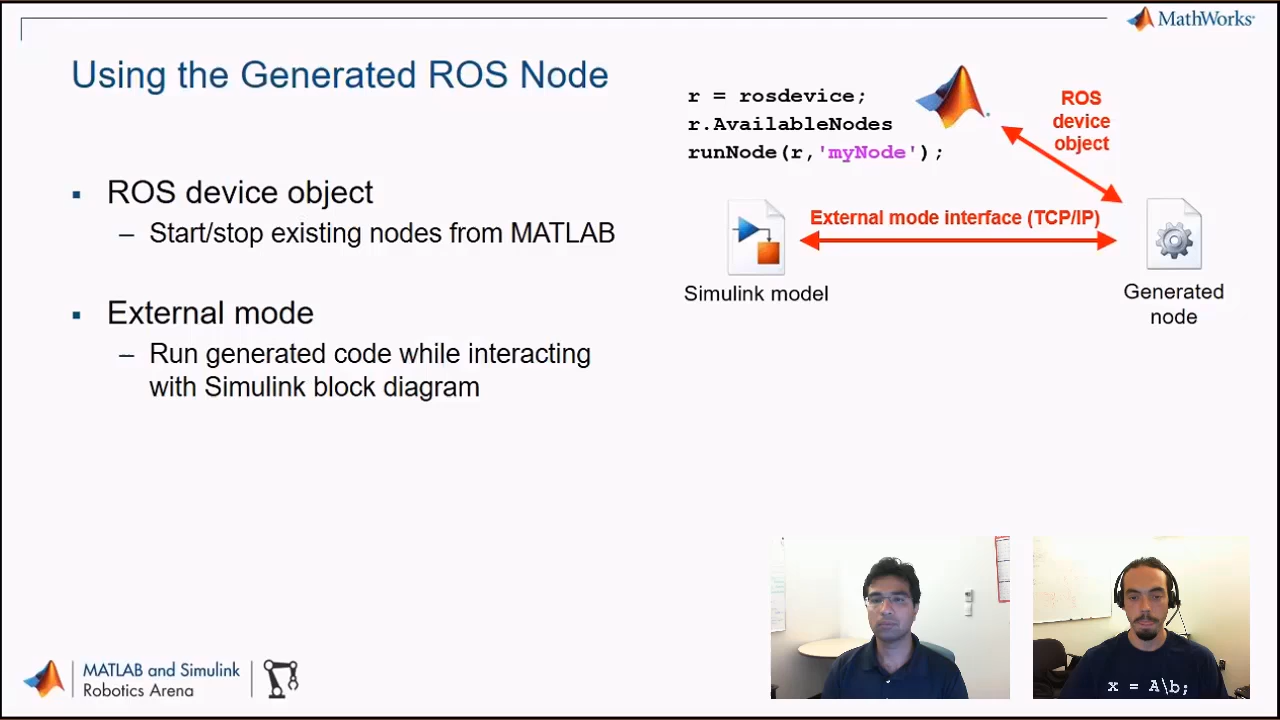 MathWorks
Using the Generated ROS Node
r = rosdevice;
r.AvailableNodes
runNode(r,'myNode');
ROS
device
object
▪ ROS device object
– Start/stop existing nodes from MATLAB
External mode interface (TCP/IP)
Simulink model
Generated
node
▪ External mode
– Run generated code while interacting
with Simulink block diagram
x = A\b;
MATLAB and Simulink
Robotics Arena